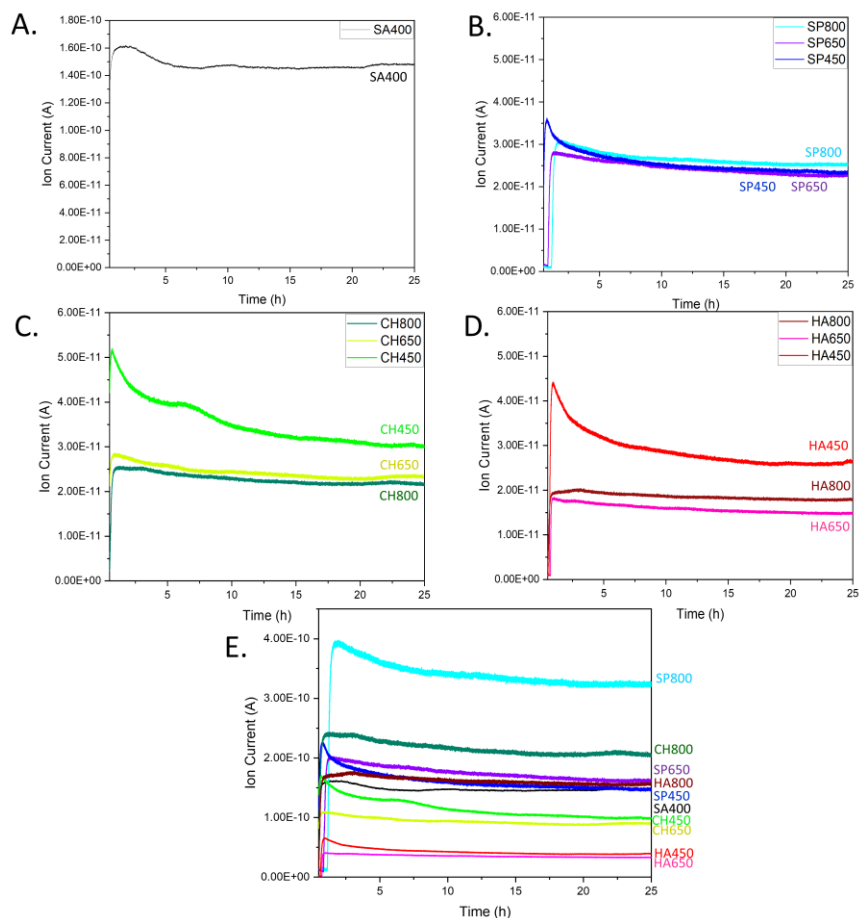 A.
SA400
1.80E-10
1.60E-10
1.40E-10
1.20E-10
1.00E-10
8.00E-11
6.00E-11
4.00E-11
2.00E-11
0.00E+00
Ion Current (A)
SA400
5 10 15 20 25
Time (h)
B.
SP800
SP650
SP450
6.00E-11
5.00E-11
4.00E-11
3.00E-11
2.00E-11
1.00E-11
0.00E+00
Ion Current (A)
SP800
SP450 SP650
5 10 15 20 25
Time (h)
C.
CH800
CH650
CH450
6.00E-11
5.00E-11
4.00E-11
3.00E-11
2.00E-11
1.00E-11
0.00E+00
Ion Current (A)
CH450
CH650
CH800
5 10 15 20 25
Time (h)
D.
HA800
HA650
HA450
6.00E-11
5.00E-11
4.00E-11
3.00E-11
2.00E-11
1.00E-11
0.00E+00
Ion Current (A)
HA450
HA800
HA650
5 10 15 20 25
Time (h)
E.
4.00E-10
3.00E-10
2.00E-10
1.00E-10
0.00E+00
Ion Current (A)
SP800
CH800
SP650
HA800
SP450
SA400
CH450
CH650
HA450
HA650
5 10 15 20 25
Time (h)